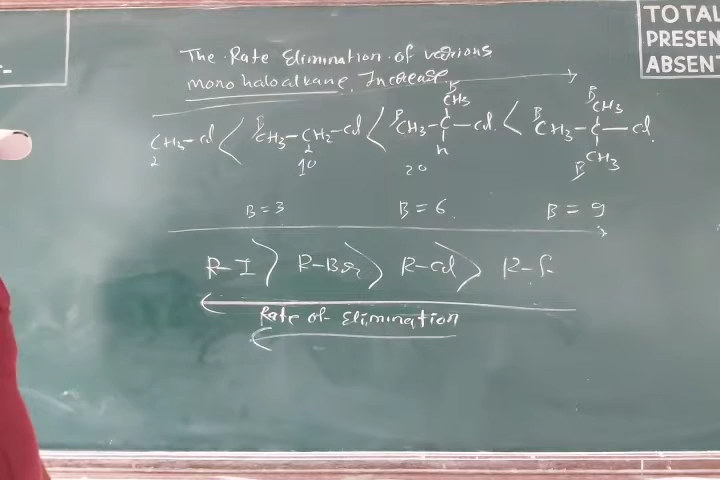 TOTAL
PRESEN
ABSENT
The Rate Elimination of various
mono haloalkane Increase
B
CH3
B
CH3
CH3-Cl < B CH3-CH2-Cl < B CH3-C-Cl < B CH3-C-Cl
H
B CH3
1°
2°
B=3 B=6 B=9
R-I > R-Br > R-Cl > R-F
Rate of Elimination